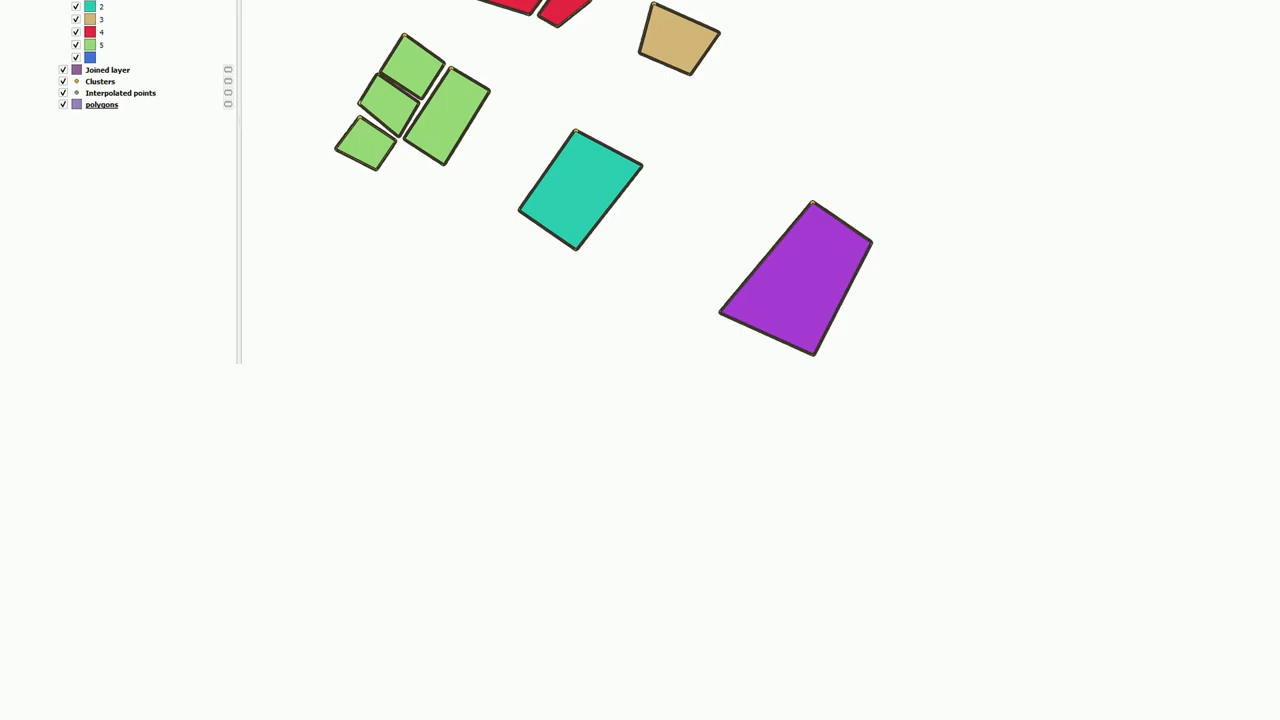 2
3
4
5
Joined layer
Clusters
Interpolated points
polygons